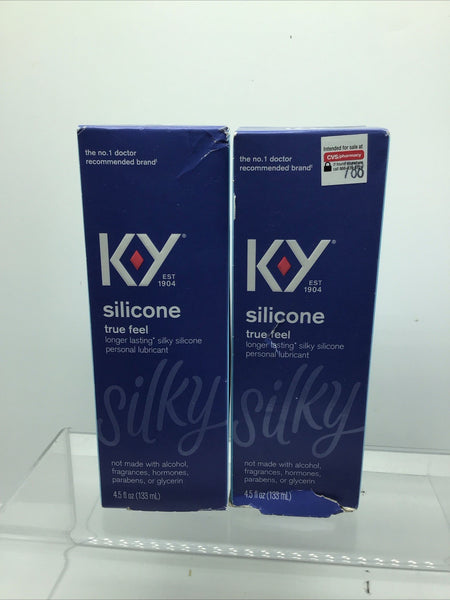 the no.1 doctor
recommended brand†
KY®
EST
1904
silicone
true feel
longer lasting* silky silicone
personal lubricant
silky
not made with alcohol,
fragrances, hormones,
parabens, or glycerin
4.5 fl oz (133 mL)
the no.1 doctor
recommended brand†
Intended for sale at
CVS pharmacy
788
KY®
EST
1904
silicone
true feel
longer lasting* silky silicone
personal lubricant
silky
not made with alcohol,
fragrances, hormones,
parabens, or glycerin
4.5 fl oz (133 mL)